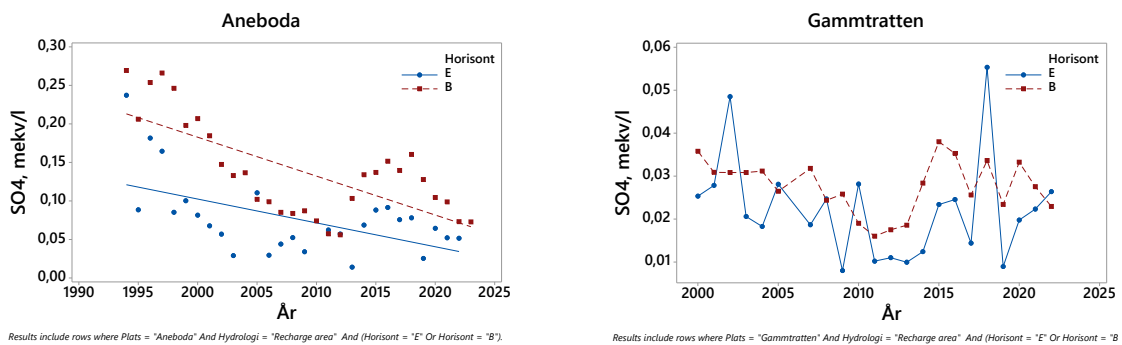 Aneboda
0,30
0,25
0,20
0,15
0,10
0,05
0,00
SO4, mekv/l
1990
1995
2000
2005
2010
2015
2020
2025
År
Horisont
E
B
Results include rows where Plats = "Aneboda" And Hydrologi = "Recharge area" And (Horisont = "E" Or Horisont = "B").
Gammtratten
0,06
0,05
0,04
0,03
0,02
0,01
SO4, mekv/l
2000
2005
2010
2015
2020
2025
År
Horisont
E
B
Results include rows where Plats = "Gammtratten" And Hydrologi = "Recharge area" And (Horisont = "E" Or Horisont = "B